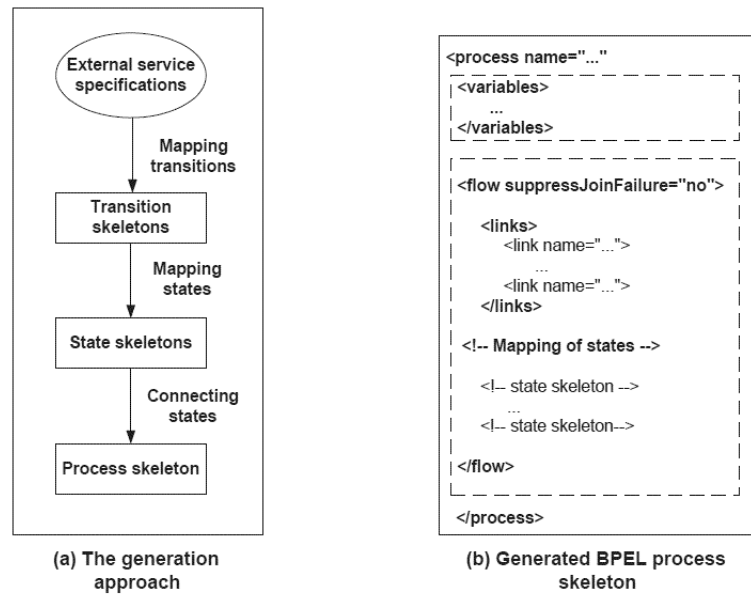 External service
specifications
Mapping
transitions
Transition
skeletons
Mapping
states
State skeletons
Connecting
states
Process skeleton
(a) The generation
approach
<process name="..."
<variables>
...
</variables>
<flow suppressJoinFailure="no">
<links>
<link name="...">
...
<link name="...">
</links>
<!-- Mapping of states -->
<!-- state skeleton -->
...
<!-- state skeleton-->
</flow>
</process>
(b) Generated BPEL process
skeleton